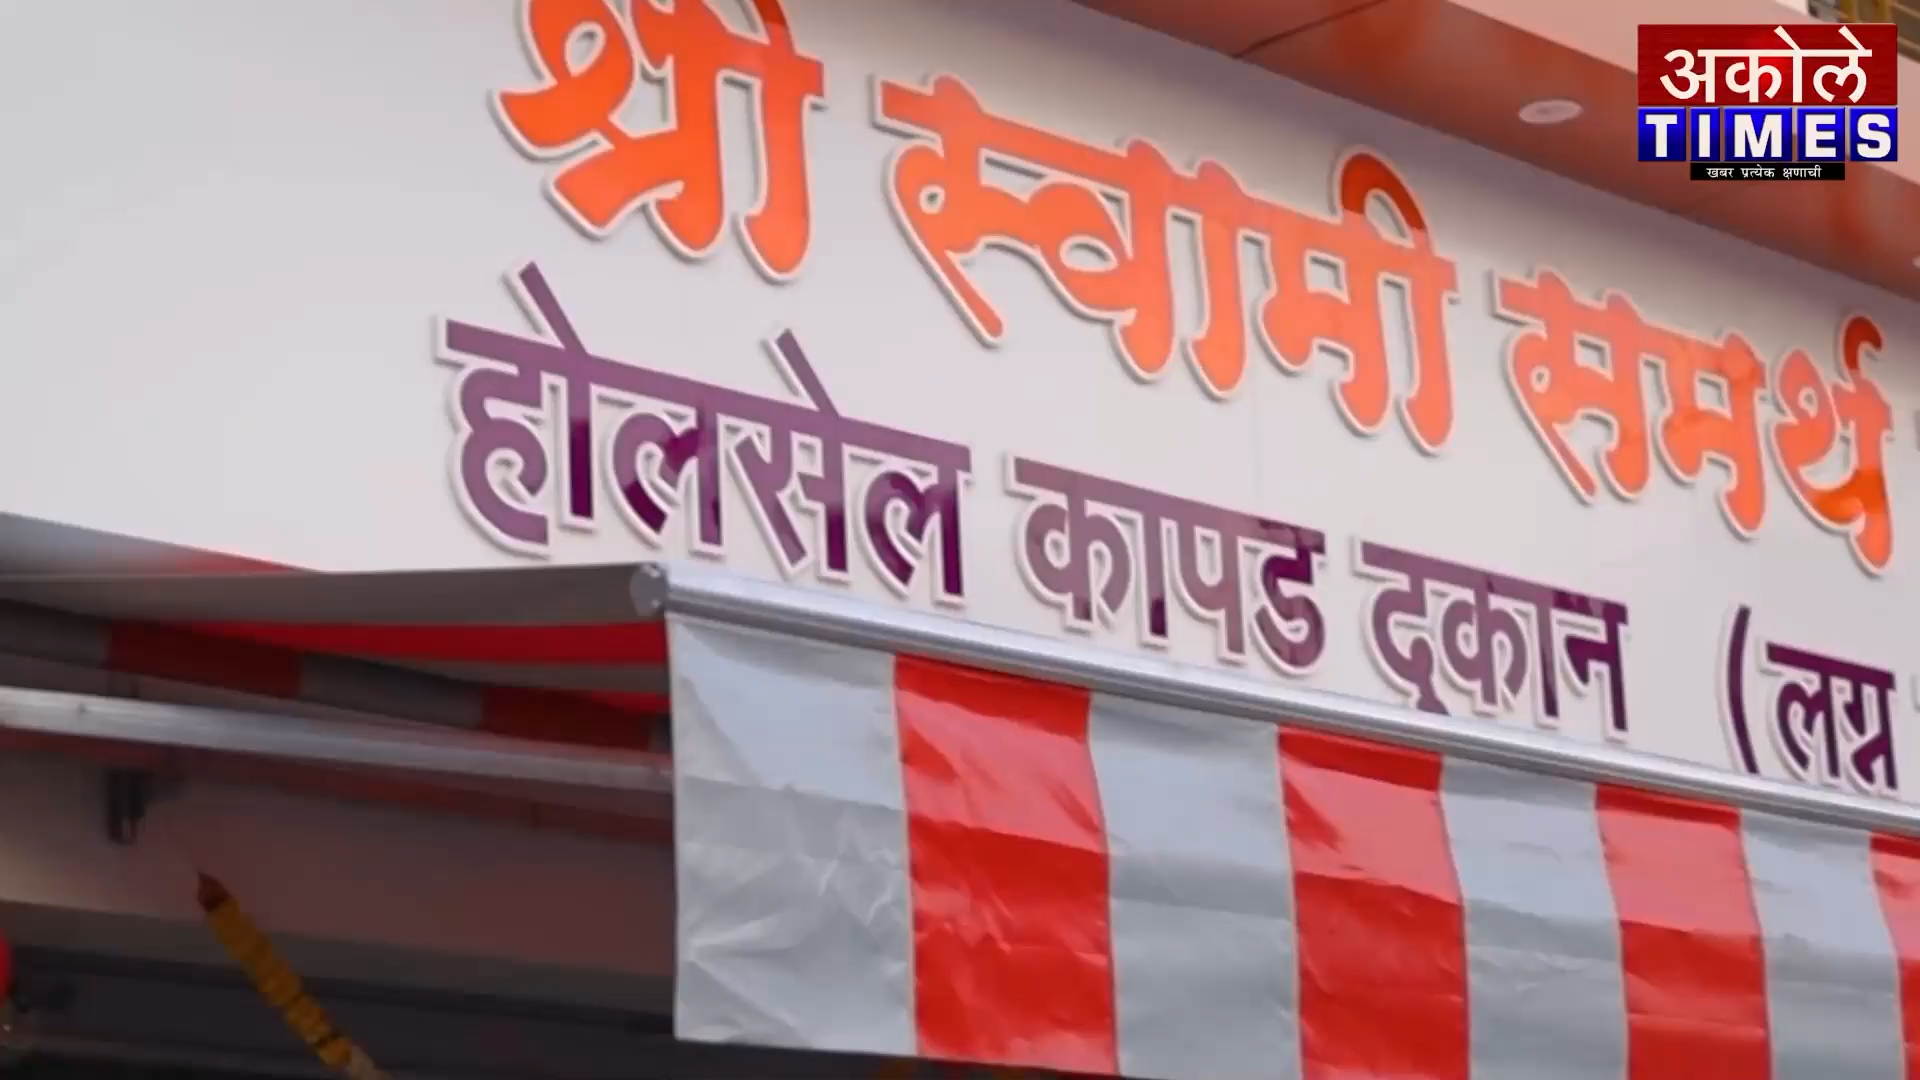 श्री स्वामी समर्थ
होलसेल कापड दुकान (लग्न
अकोले
TIMES
खबर प्रत्येक क्षणाची